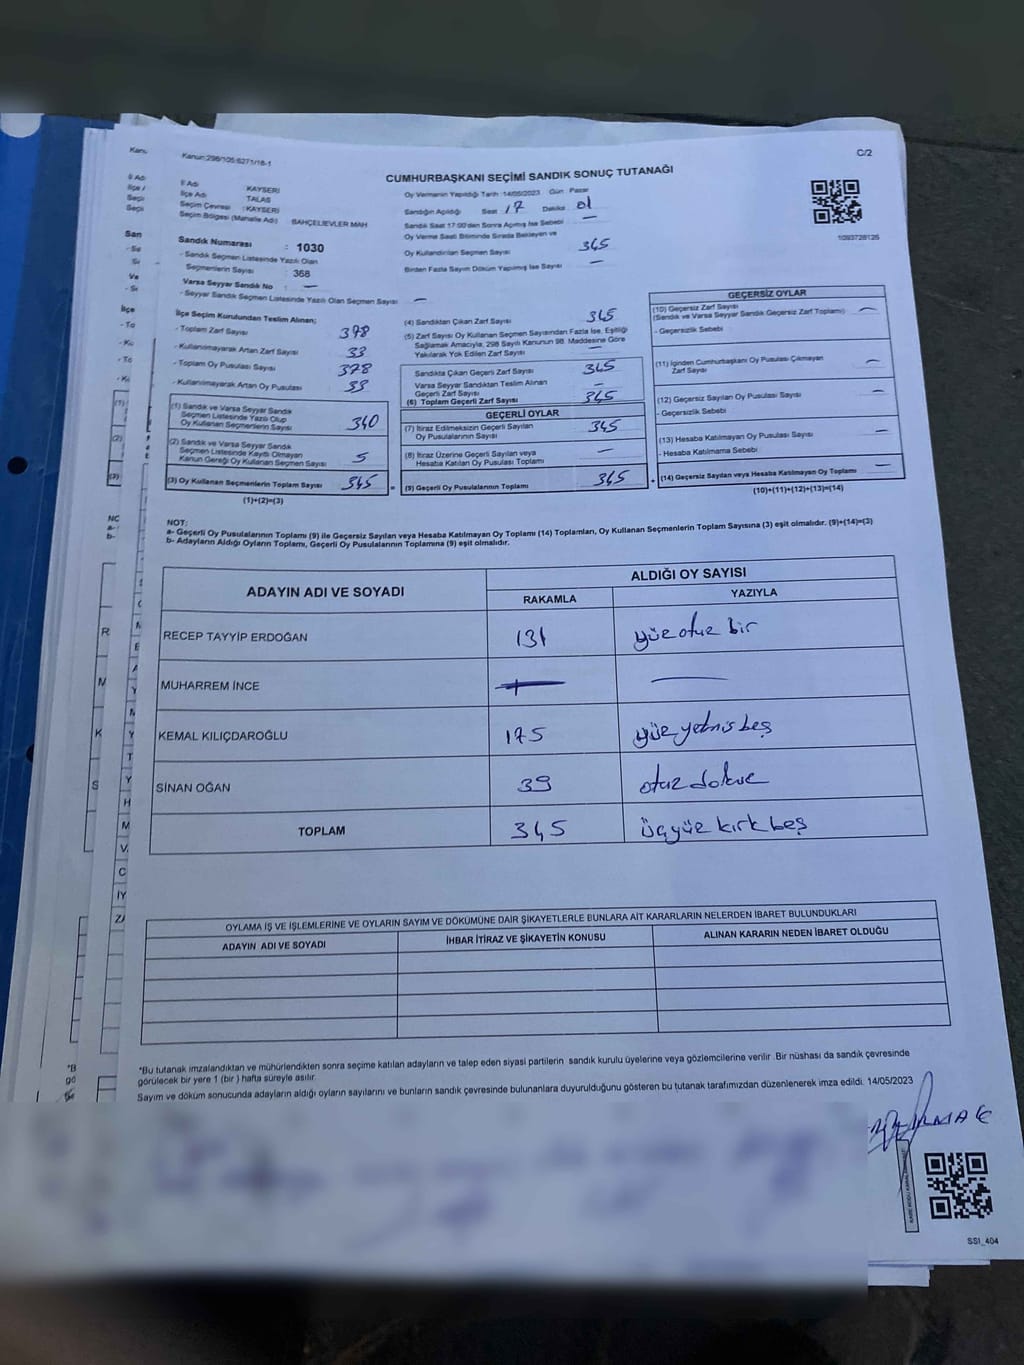 Kanun:298/105:6271/18-1
C/2
CUMHURBAŞKANI SEÇİMİ SANDIK SONUÇ TUTANAĞI
İl Adı KAYSERİ
İlçe Adı TALAS
Seçim Çevresi : KAYSERİ
Seçim Bölgesi (Mahalle Adı) BAHÇELİEVLER MAH
Oy Vermenin Yapıldığı Tarih :14/05/2023 Gün : Pazar
Sandığın Açıldığı Saat 17 Dakika 01
Sandık Saat 17:00'den Sonra Açılmış İse Sebebi —
Oy Verme Saati Bitiminde Sırada Bekleyen ve
Oy Kullandırılan Seçmen Sayısı 345
Birden Fazla Sayım Döküm Yapılmış İse Sayısı —
1093728126
Sandık Numarası : 1030
- Sandık Seçmen Listesinde Yazılı Olan
Seçmenlerin Sayısı : 368
Varsa Seyyar Sandık No : —
- Seyyar Sandık Seçmen Listesinde Yazılı Olan Seçmen Sayısı —
İlçe Seçim Kurulundan Teslim Alınan;
- Toplam Zarf Sayısı 378
- Kullanılmayarak Artan Zarf Sayısı 33
- Toplam Oy Pusulası Sayısı 378
- Kullanılmayarak Artan Oy Pusulası 33
(1) Sandık ve Varsa Seyyar Sandık
Seçmen Listesinde Yazılı Olup
Oy Kullanan Seçmenlerin Sayısı 340
(2) Sandık ve Varsa Seyyar Sandık
Seçmen Listesinde Kayıtlı Olmayan
Kanun Gereği Oy Kullanan Seçmen Sayısı 5
(3) Oy Kullanan Seçmenlerin Toplam Sayısı 345 =
(1)+(2)=(3)
(4) Sandıktan Çıkan Zarf Sayısı 345
(5) Zarf Sayısı Oy Kullanan Seçmen Sayısından Fazla İse, Eşitliği
Sağlamak Amacıyla, 298 Sayılı Kanunun 98. Maddesine Göre
Yakılarak Yok Edilen Zarf Sayısı —
Sandıkta Çıkan Geçerli Zarf Sayısı 345
Varsa Seyyar Sandıktan Teslim Alınan
Geçerli Zarf Sayısı —
(6) Toplam Geçerli Zarf Sayısı 345
GEÇERLİ OYLAR
(7) İtiraz Edilmeksizin Geçerli Sayılan
Oy Pusulalarının Sayısı 345
(8) İtiraz Üzerine Geçerli Sayılan veya
Hesaba Katılan Oy Pusulası Toplamı —
(9) Geçerli Oy Pusulalarının Toplamı 345 +
GEÇERSİZ OYLAR
(10) Geçersiz Zarf Sayısı
(Sandık ve Varsa Seyyar Sandık Geçersiz Zarf Toplamı) —
- Geçersizlik Sebebi
(11) İçinden Cumhurbaşkanı Oy Pusulası Çıkmayan
Zarf Sayısı —
(12) Geçersiz Sayılan Oy Pusulası Sayısı —
- Geçersizlik Sebebi
(13) Hesaba Katılmayan Oy Pusulası Sayısı —
- Hesaba Katılmama Sebebi
(14) Geçersiz Sayılan veya Hesaba Katılmayan Oy Toplamı —
(10)+(11)+(12)+(13)=(14)
NOT:
a- Geçerli Oy Pusulalarının Toplamı (9) ile Geçersiz Sayılan veya Hesaba Katılmayan Oy Toplamı (14) Toplamları, Oy Kullanan Seçmenlerin Toplam Sayısına (3) eşit olmalıdır. (9)+(14)=(3)
b- Adayların Aldığı Oyların Toplamı, Geçerli Oy Pusulalarının Toplamına (9) eşit olmalıdır.
ADAYIN ADI VE SOYADI
ALDIĞI OY SAYISI
RAKAMLA YAZIYLA
RECEP TAYYİP ERDOĞAN 131 yüz otuz bir
MUHARREM İNCE —
KEMAL KILIÇDAROĞLU 175 yüz yetmiş beş
SİNAN OĞAN 39 otuz dokuz
TOPLAM 345 üçyüz kırk beş
OYLAMA İŞ VE İŞLEMLERİNE VE OYLARIN SAYIM VE DÖKÜMÜNE DAİR ŞİKAYETLERLE BUNLARA AİT KARARLARIN NELERDEN İBARET BULUNDUKLARI
ADAYIN ADI VE SOYADI İHBAR İTİRAZ VE ŞİKAYETİN KONUSU ALINAN KARARIN NEDEN İBARET OLDUĞU
*Bu tutanak imzalandıktan ve mühürlendikten sonra seçime katılan adayların ve talep eden siyasi partilerin sandık kurulu üyelerine veya gözlemcilerine verilir .Bir nüshası da sandık çevresinde
görülecek bir yere 1 (bir ) hafta süreyle asılır.
Sayım ve döküm sonucunda adayların aldığı oyların sayılarını ve bunların sandık çevresinde bulunanlara duyurulduğunu gösteren bu tutanak tarafımızdan düzenlenerek imza edildi. 14/05/2023
SSI_404